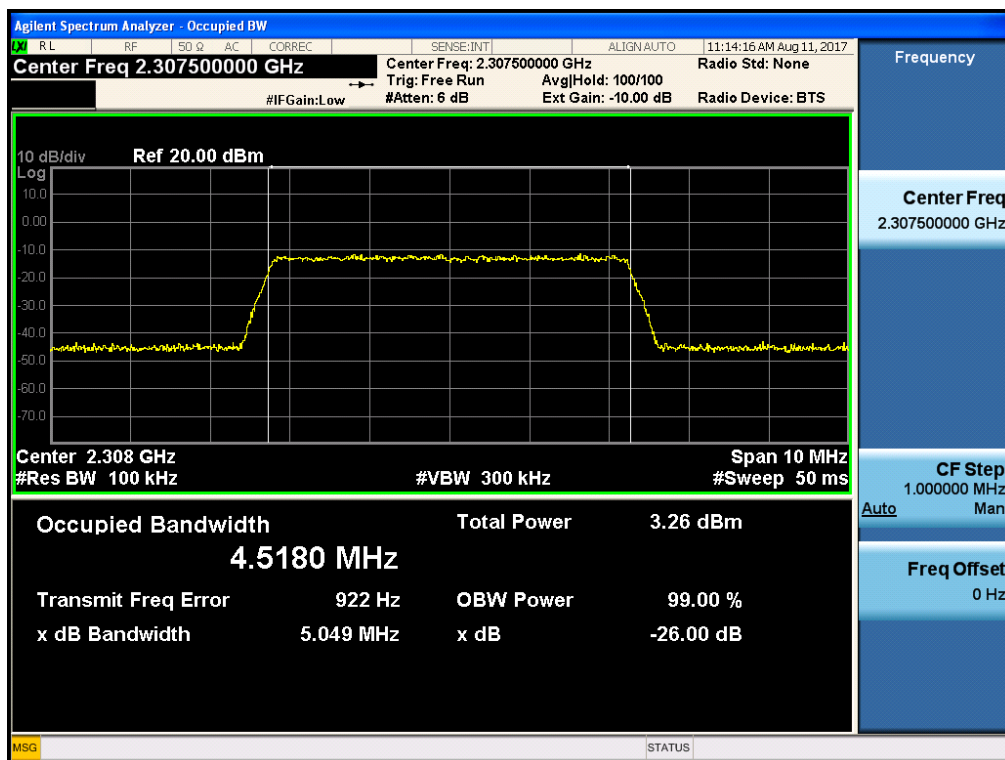 Agilent Spectrum Analyzer - Occupied BW
LXI RL RF 50 Ω AC CORREC SENSE:INT ALIGN AUTO 11:14:16 AM Aug 11, 2017
Center Freq 2.307500000 GHz
Center Freq: 2.307500000 GHz Radio Std: None
Trig: Free Run Avg|Hold: 100/100
#IFGain:Low #Atten: 6 dB Ext Gain: -10.00 dB Radio Device: BTS
10 dB/div Ref 20.00 dBm
Log
10.0
0.00
-10.0
-20.0
-30.0
-40.0
-50.0
-60.0
-70.0
Center 2.308 GHz Span 10 MHz
#Res BW 100 kHz #VBW 300 kHz #Sweep 50 ms
Occupied Bandwidth Total Power 3.26 dBm
4.5180 MHz
Transmit Freq Error 922 Hz OBW Power 99.00 %
x dB Bandwidth 5.049 MHz x dB -26.00 dB
Frequency
Center Freq
2.307500000 GHz
CF Step
1.000000 MHz
Auto Man
Freq Offset
0 Hz
MSG STATUS